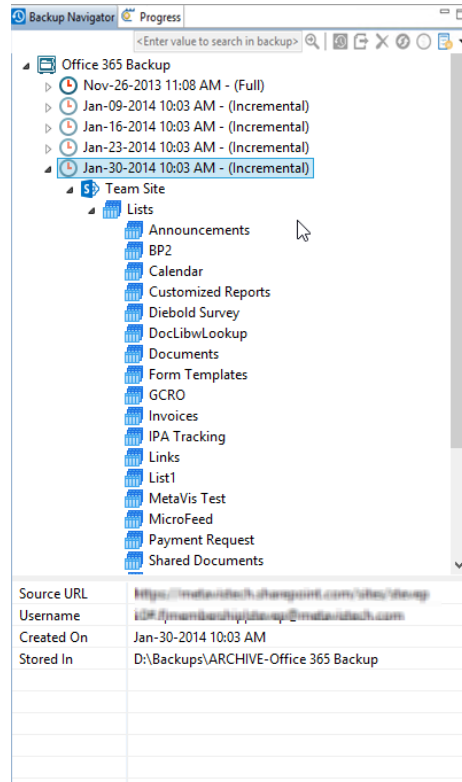 Backup Navigator Progress
<Enter value to search in backup>
Office 365 Backup
Nov-26-2013 11:08 AM - (Full)
Jan-09-2014 10:03 AM - (Incremental)
Jan-16-2014 10:03 AM - (Incremental)
Jan-23-2014 10:03 AM - (Incremental)
Jan-30-2014 10:03 AM - (Incremental)
Team Site
Lists
Announcements
BP2
Calendar
Customized Reports
Diebold Survey
DocLibwLookup
Documents
Form Templates
GCRO
Invoices
IPA Tracking
Links
List1
MetaVis Test
MicroFeed
Payment Request
Shared Documents
Source URL
Username
Created On Jan-30-2014 10:03 AM
Stored In D:\Backups\ARCHIVE-Office 365 Backup